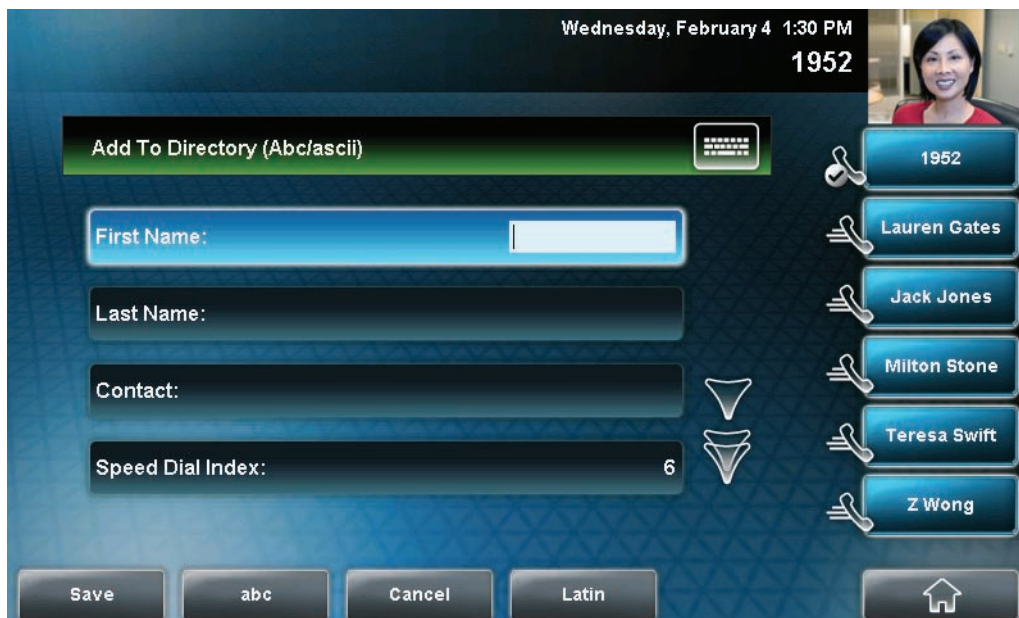 Wednesday, February 4 1:30 PM
1952
Add To Directory (Abc/ascii)
1952
First Name:
Lauren Gates
Last Name:
Jack Jones
Contact:
Milton Stone
Speed Dial Index: 6
Teresa Swift
Z Wong
Save abc Cancel Latin